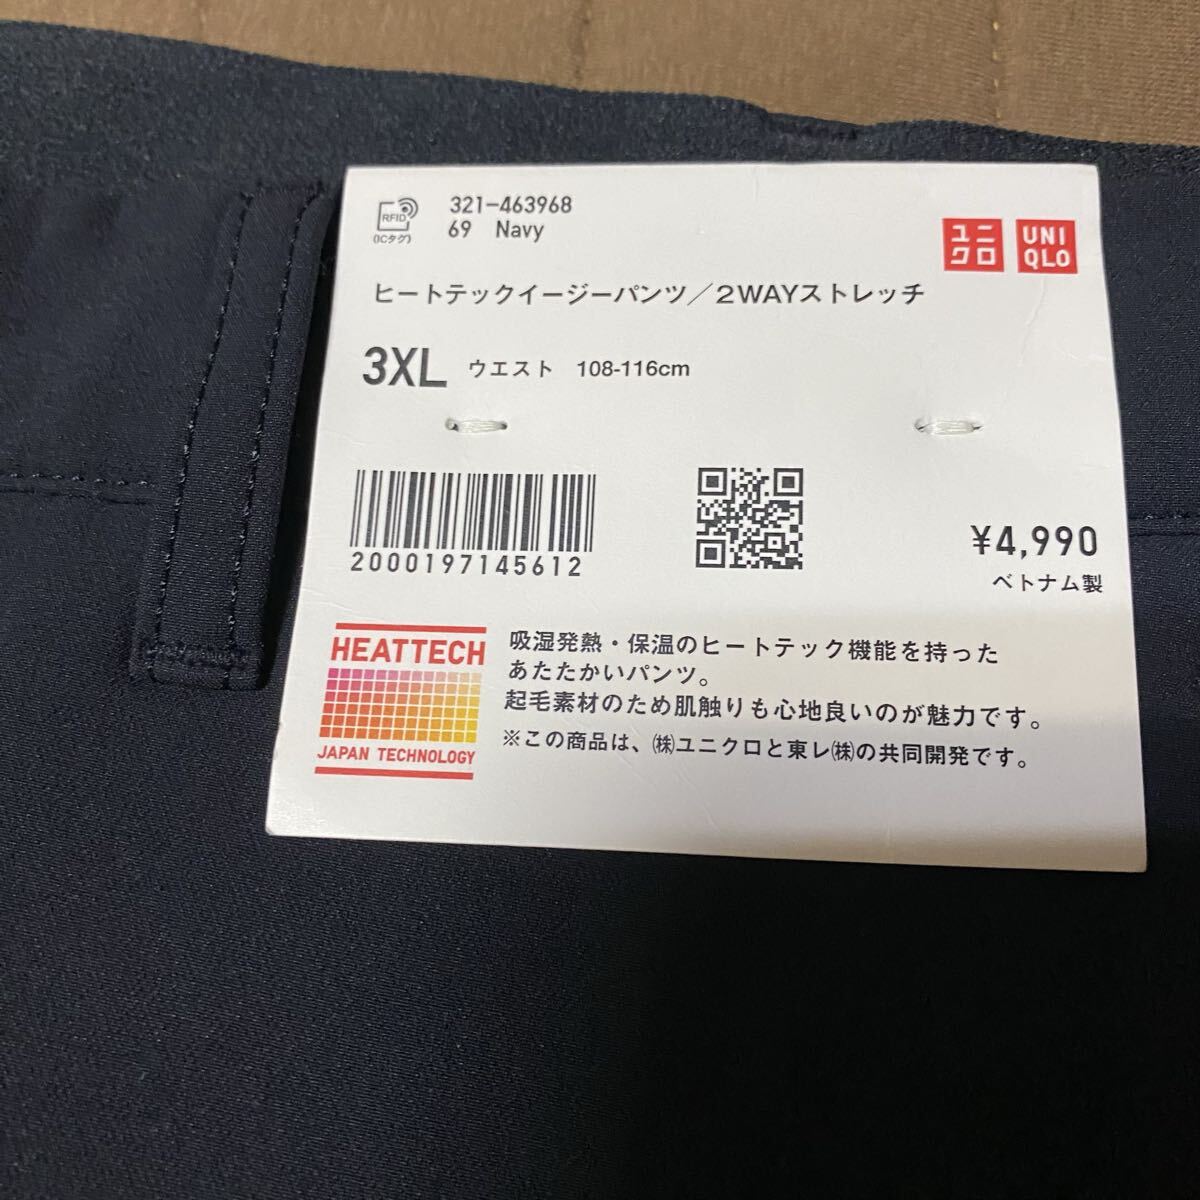 RFID
(ICタグ)
321-463968
69 Navy
ユニ
クロ
UNI
QLO
ヒートテックイージーパンツ／2WAYストレッチ
3XL ウエスト 108-116cm
2000197145612
¥4,990
ベトナム製
HEATTECH
JAPAN TECHNOLOGY
吸湿発熱・保温のヒートテック機能を持った
あたたかいパンツ。
起毛素材のため肌触りも心地良いのが魅力です。
※この商品は、㈱ユニクロと東レ㈱の共同開発です。